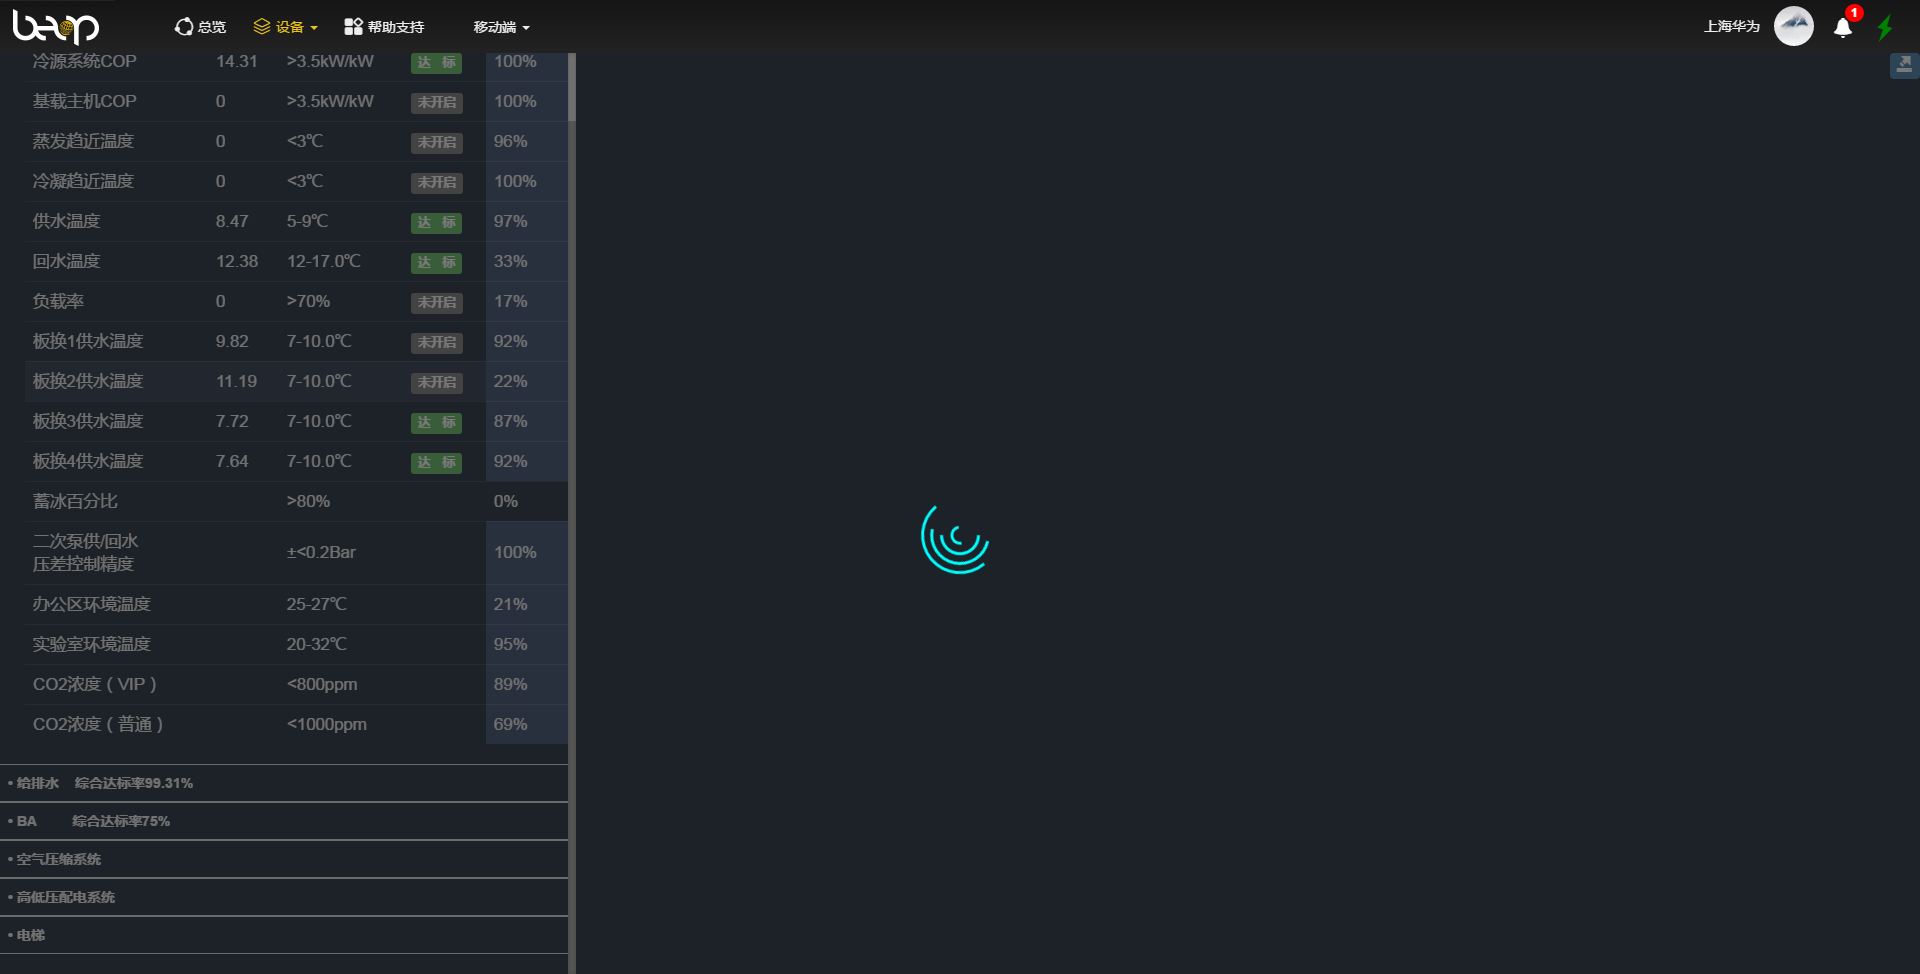 beop 总览 设备 帮助支持 移动端 上海华为 1
冷源系统COP 14.31 >3.5kW/kW 达 标 100%
基载主机COP 0 >3.5kW/kW 未开启 100%
蒸发趋近温度 0 <3℃ 未开启 96%
冷凝趋近温度 0 <3℃ 未开启 100%
供水温度 8.47 5-9℃ 达 标 97%
回水温度 12.38 12-17.0℃ 达 标 33%
负载率 0 >70% 未开启 17%
板换1供水温度 9.82 7-10.0℃ 未开启 92%
板换2供水温度 11.19 7-10.0℃ 未开启 22%
板换3供水温度 7.72 7-10.0℃ 达 标 87%
板换4供水温度 7.64 7-10.0℃ 达 标 92%
蓄冰百分比 >80% 0%
二次泵供/回水
压差控制精度 ±<0.2Bar 100%
办公区环境温度 25-27℃ 21%
实验室环境温度 20-32℃ 95%
CO2浓度（VIP） <800ppm 89%
CO2浓度（普通） <1000ppm 69%
• 给排水 综合达标率99.31%
• BA 综合达标率75%
• 空气压缩系统
• 高低压配电系统
• 电梯